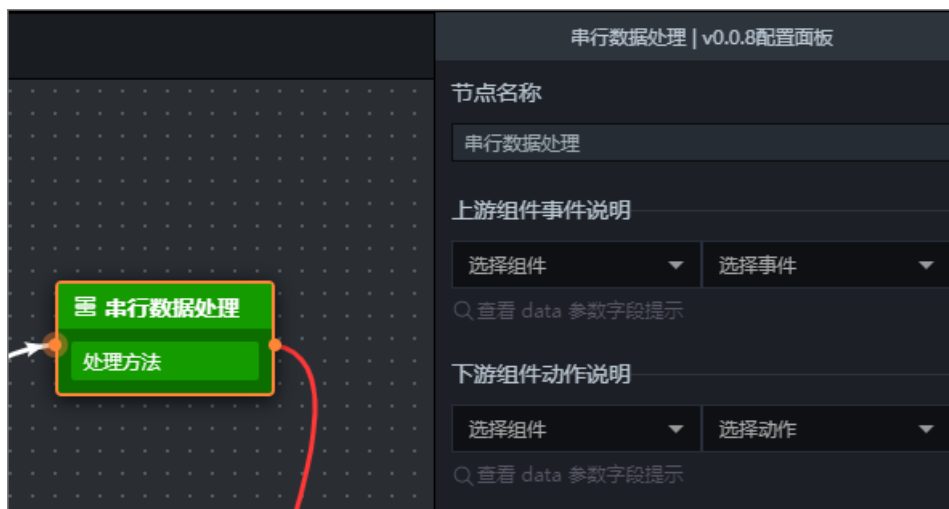 串行数据处理 | v0.0.8配置面板
节点名称
串行数据处理
上游组件事件说明
选择组件 选择事件
查看 data 参数字段提示
串行数据处理
处理方法
下游组件动作说明
选择组件 选择动作
查看 data 参数字段提示